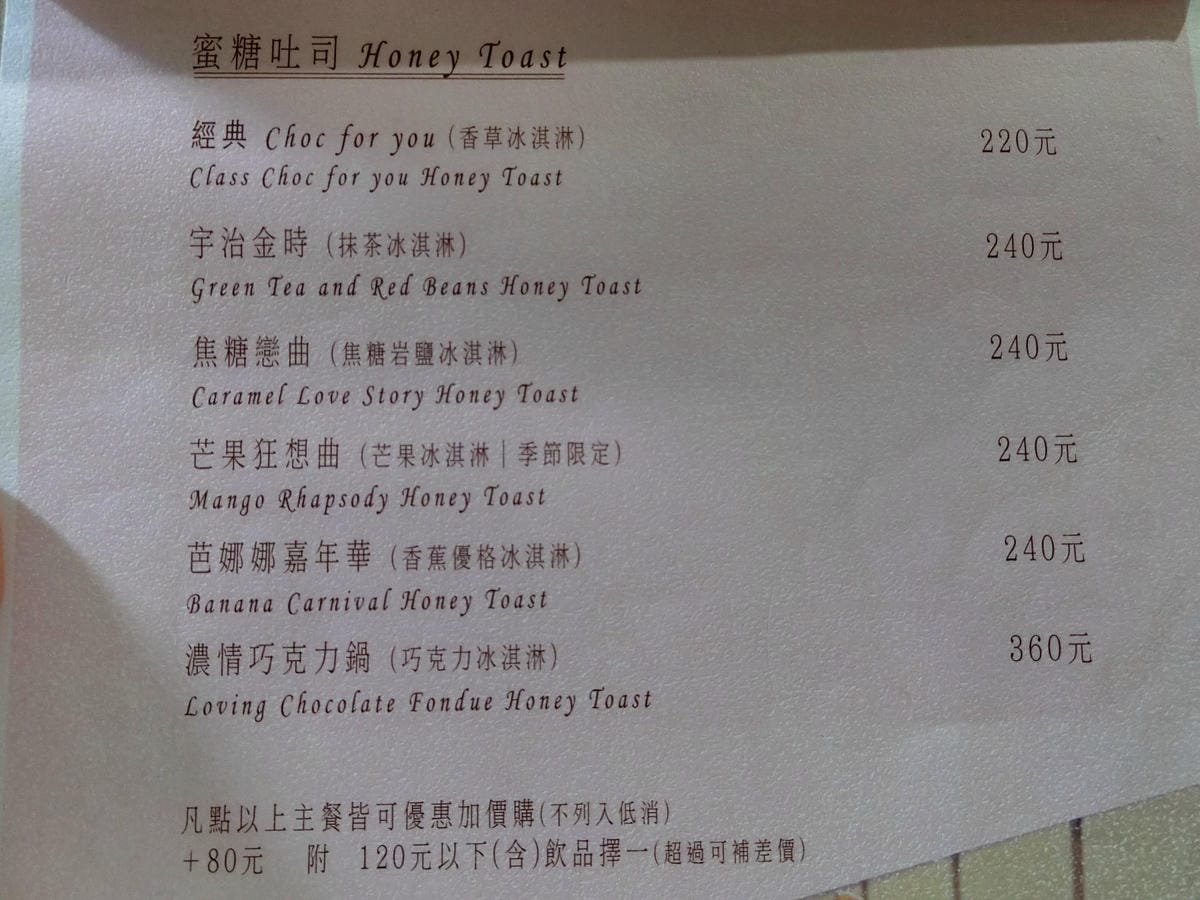 蜜糖吐司 Honey Toast
經典 Choc for you (香草冰淇淋) 220元
Class Choc for you Honey Toast
宇治金時 (抹茶冰淇淋) 240元
Green Tea and Red Beans Honey Toast
焦糖戀曲 (焦糖岩鹽冰淇淋) 240元
Caramel Love Story Honey Toast
芒果狂想曲 (芒果冰淇淋|季節限定) 240元
Mango Rhapsody Honey Toast
芭娜娜嘉年華 (香蕉優格冰淇淋) 240元
Banana Carnival Honey Toast
濃情巧克力鍋 (巧克力冰淇淋) 360元
Loving Chocolate Fondue Honey Toast
凡點以上主餐皆可優惠加價購(不列入低消)
+80元 附 120元以下(含)飲品擇一(超過可補差價)